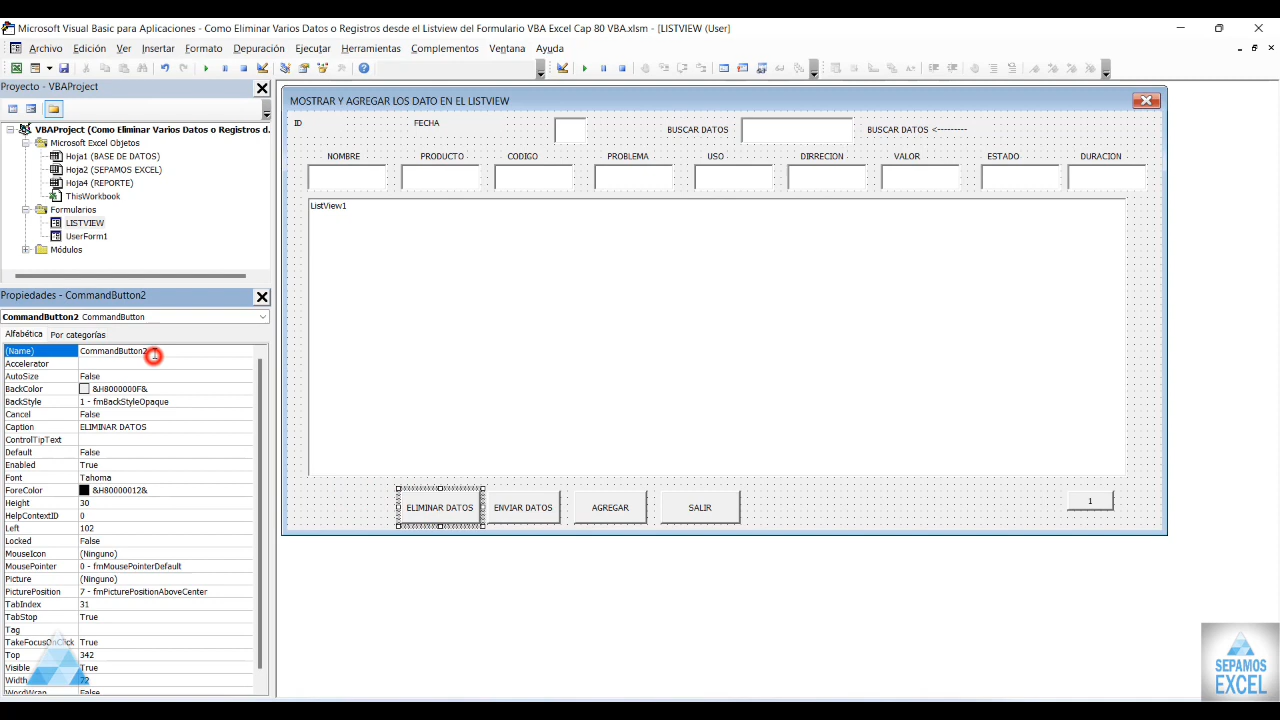 Microsoft Visual Basic para Aplicaciones - Como Eliminar Varios Datos o Registros desde el Listview del Formulario VBA Excel Cap 80 VBA.xlsm - [LISTVIEW (User]
Archivo Edición Ver Insertar Formato Depuración Ejecutar Herramientas Complementos Ventana Ayuda
Proyecto - VBAProject
VBAProject (Como Eliminar Varios Datos o Registros d.
Microsoft Excel Objetos
Hoja1 (BASE DE DATOS)
Hoja2 (SEPAMOS EXCEL)
Hoja4 (REPORTE)
ThisWorkbook
Formularios
LISTVIEW
UserForm1
Módulos
Propiedades - CommandButton2
CommandButton2 CommandButton
Alfabética Por categorías
(Name) CommandButton2
Accelerator
AutoSize False
BackColor &H8000000F&
BackStyle 1 - fmBackStyleOpaque
Cancel False
Caption ELIMINAR DATOS
ControlTipText
Default False
Enabled True
Font Tahoma
ForeColor &H80000012&
Height 30
HelpContextID 0
Left 102
Locked False
MouseIcon (Ninguno)
MousePointer 0 - fmMousePointerDefault
Picture (Ninguno)
PicturePosition 7 - fmPicturePositionAboveCenter
TabIndex 31
TabStop True
Tag
TakeFocusOnClick True
Top 342
Visible True
Width 72
WordWrap False
MOSTRAR Y AGREGAR LOS DATO EN EL LISTVIEW
ID FECHA BUSCAR DATOS BUSCAR DATOS <---------
NOMBRE PRODUCTO CODIGO PROBLEMA USO DIRRECION VALOR ESTADO DURACION
ListView1
ELIMINAR DATOS ENVIAR DATOS AGREGAR SALIR 1
SEPAMOS
EXCEL